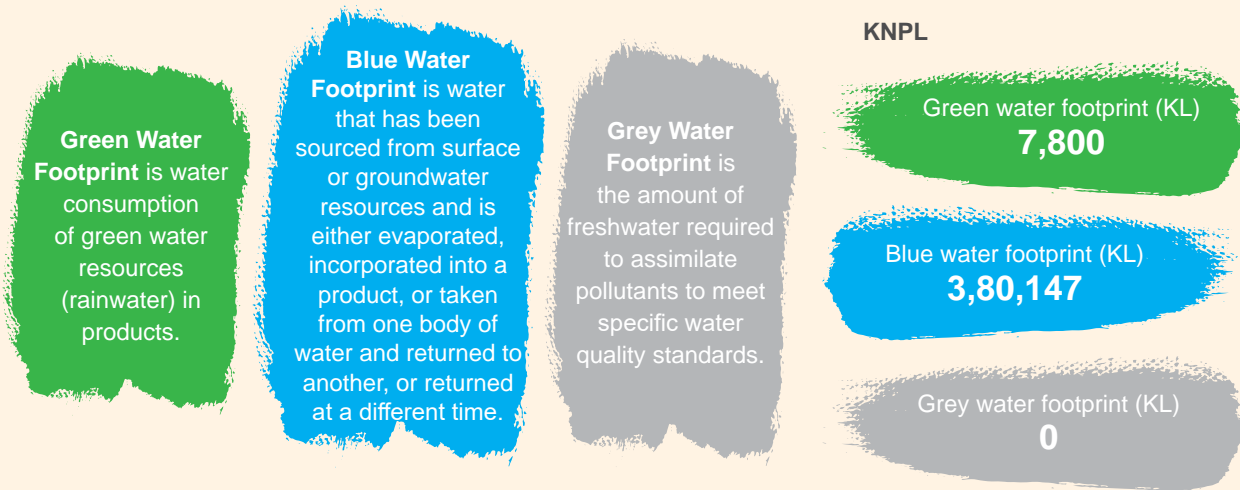 Green Water
Footprint is water
consumption
of green water
resources
(rainwater) in
products.
Blue Water
Footprint is water
that has been
sourced from surface
or groundwater
resources and is
either evaporated,
incorporated into a
product, or taken
from one body of
water and returned to
another, or returned
at a different time.
Grey Water
Footprint is
the amount of
freshwater required
to assimilate
pollutants to meet
specific water
quality standards.
KNPL
Green water footprint (KL)
7,800
Blue water footprint (KL)
3,80,147
Grey water footprint (KL)
0